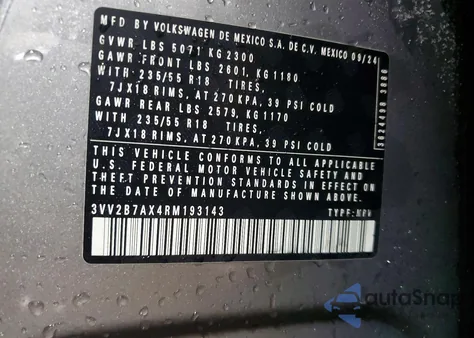 MFD BY VOLKSWAGEN DE MEXICO S.A. DE C.V. MEXICO 09/24
GVWR LBS 5071 KG 2300
GAWR FRONT LBS 2601, KG 1180
WITH 235/55 R18 TIRES,
7JX18 RIMS, AT 270 KPA, 39 PSI COLD
GAWR REAR LBS 2579, KG 1170
WITH 235/55 R18 TIRES,
7JX18 RIMS, AT 270 KPA, 39 PSI COLD
THIS VEHICLE CONFORMS TO ALL APPLICABLE
U.S. FEDERAL MOTOR VEHICLE SAFETY AND
THEFT PREVENTION STANDARDS IN EFFECT ON
THE DATE OF MANUFACTURE SHOWN ABOVE.
3VV2B7AX4RM193143 TYPE: MPV
autoSnap